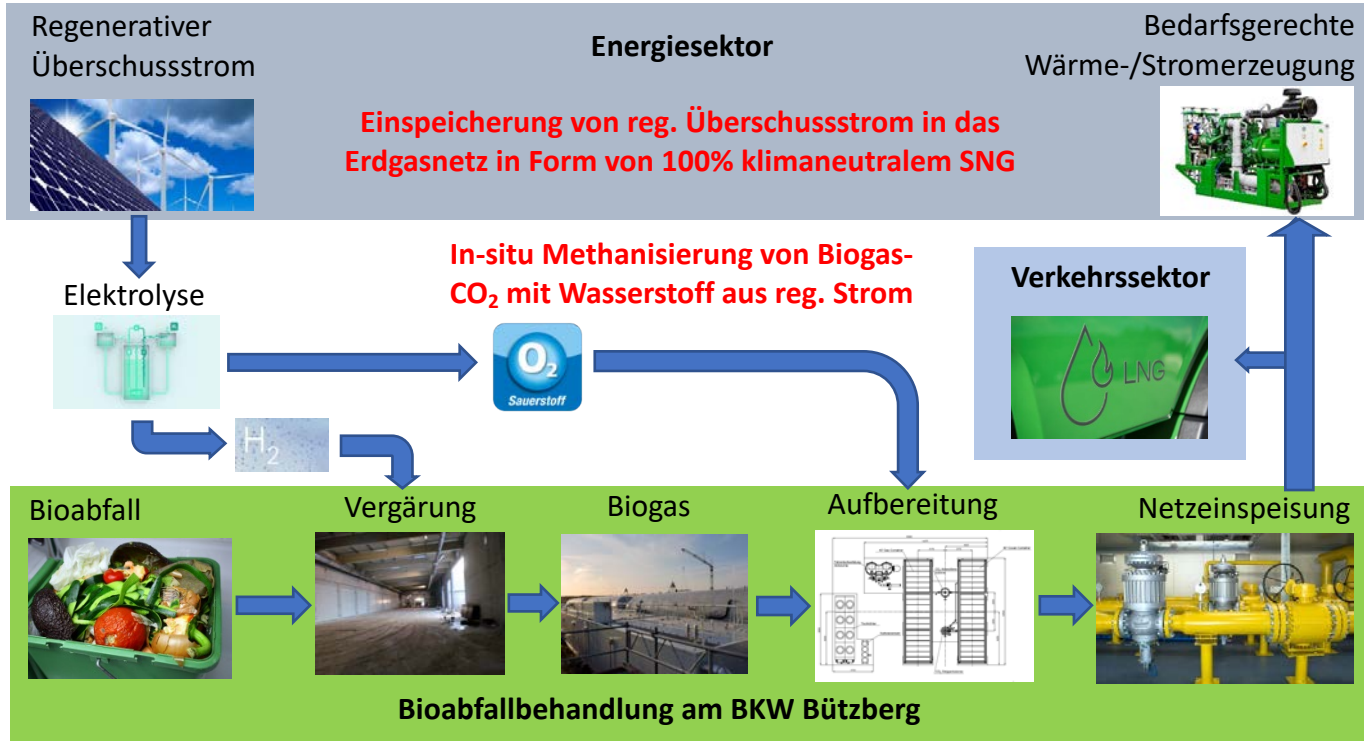 Regenerativer
Überschussstrom
Energiesektor
Bedarfsgerechte
Wärme-/Stromerzeugung
Einspeicherung von reg. Überschussstrom in das
Erdgasnetz in Form von 100% klimaneutralem SNG
In-situ Methanisierung von Biogas-
CO₂ mit Wasserstoff aus reg. Strom
Verkehrssektor
LNG
Elektrolyse
O₂
Sauerstoff
H₂
Bioabfall
Vergärung
Biogas
Aufbereitung
Netzeinspeisung
Bioabfallbehandlung am BKW Bützberg